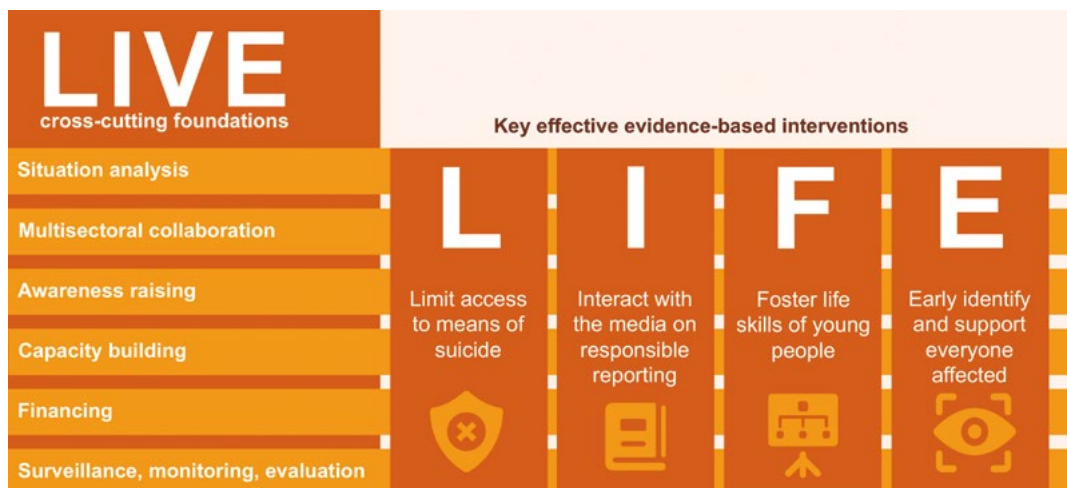 LIVE
cross-cutting foundations
Key effective evidence-based interventions
Situation analysis
Multisectoral collaboration
Awareness raising
Capacity building
Financing
Surveillance, monitoring, evaluation
L
Limit access
to means of
suicide
I
Interact with
the media on
responsible
reporting
F
Foster life
skills of young
people
E
Early identify
and support
everyone
affected